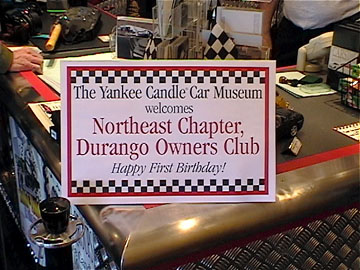 The Yankee Candle Car Museum
welcomes
Northeast Chapter,
Durango Owners Club
Happy First Birthday!